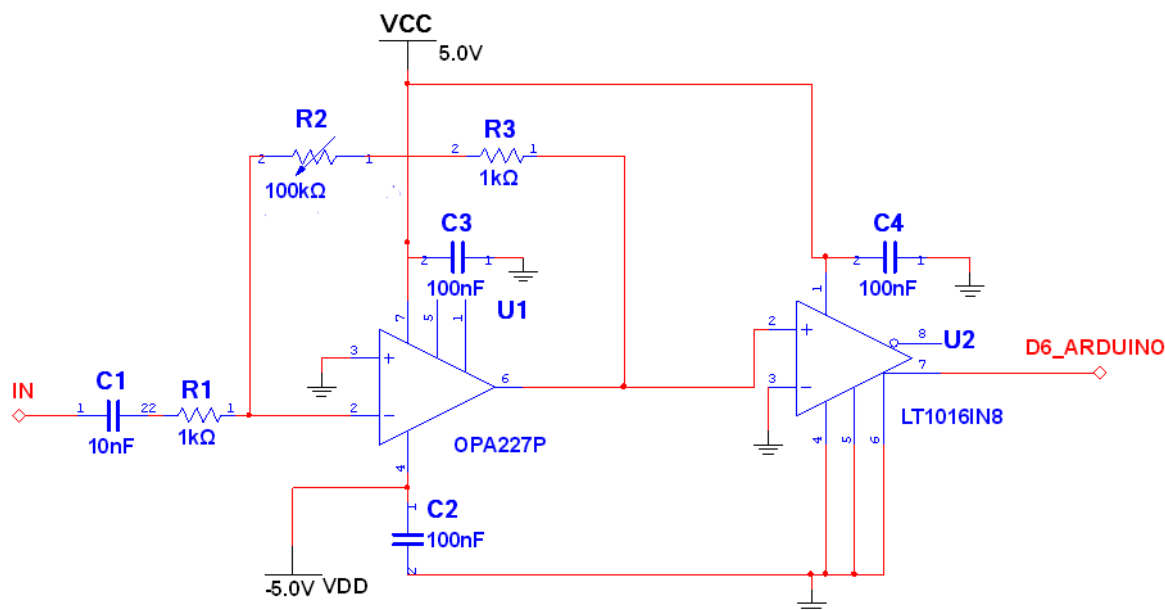 VCC
5.0V
R2
R3
2
1
2
1
100kΩ
1kΩ
C3
C4
2
1
2
1
100nF
100nF
U1
7
5
1
1
3
2
8
U2
D6_ARDUINO
7
6
IN
C1
R1
3
1
22
1
2
10nF
1kΩ
LT1016IN8
OPA227P
4
5
6
4
1
C2
100nF
2
-5.0V VDD